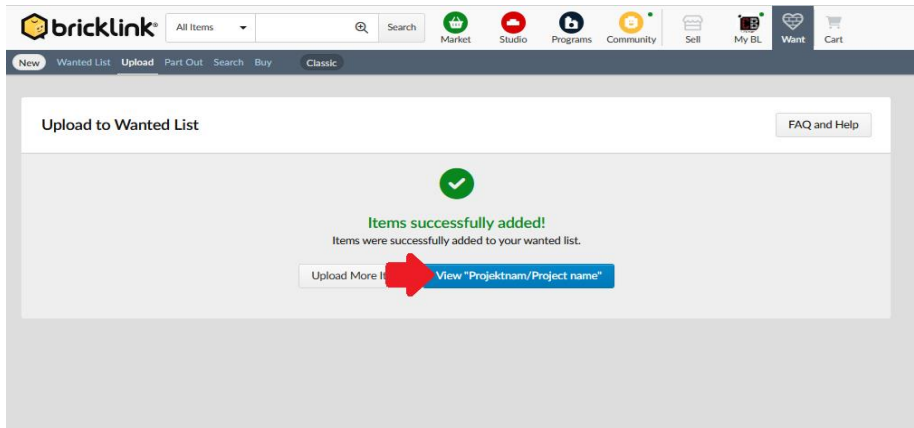 bricklink®
All Items
Search
Market
Studio
Programs
Community
Sell
My BL
Want
Cart
New
Wanted List
Upload
Part Out
Search
Buy
Classic
Upload to Wanted List
FAQ and Help
Items successfully added!
Items were successfully added to your wanted list.
Upload More
View "Projektnam/Project name"